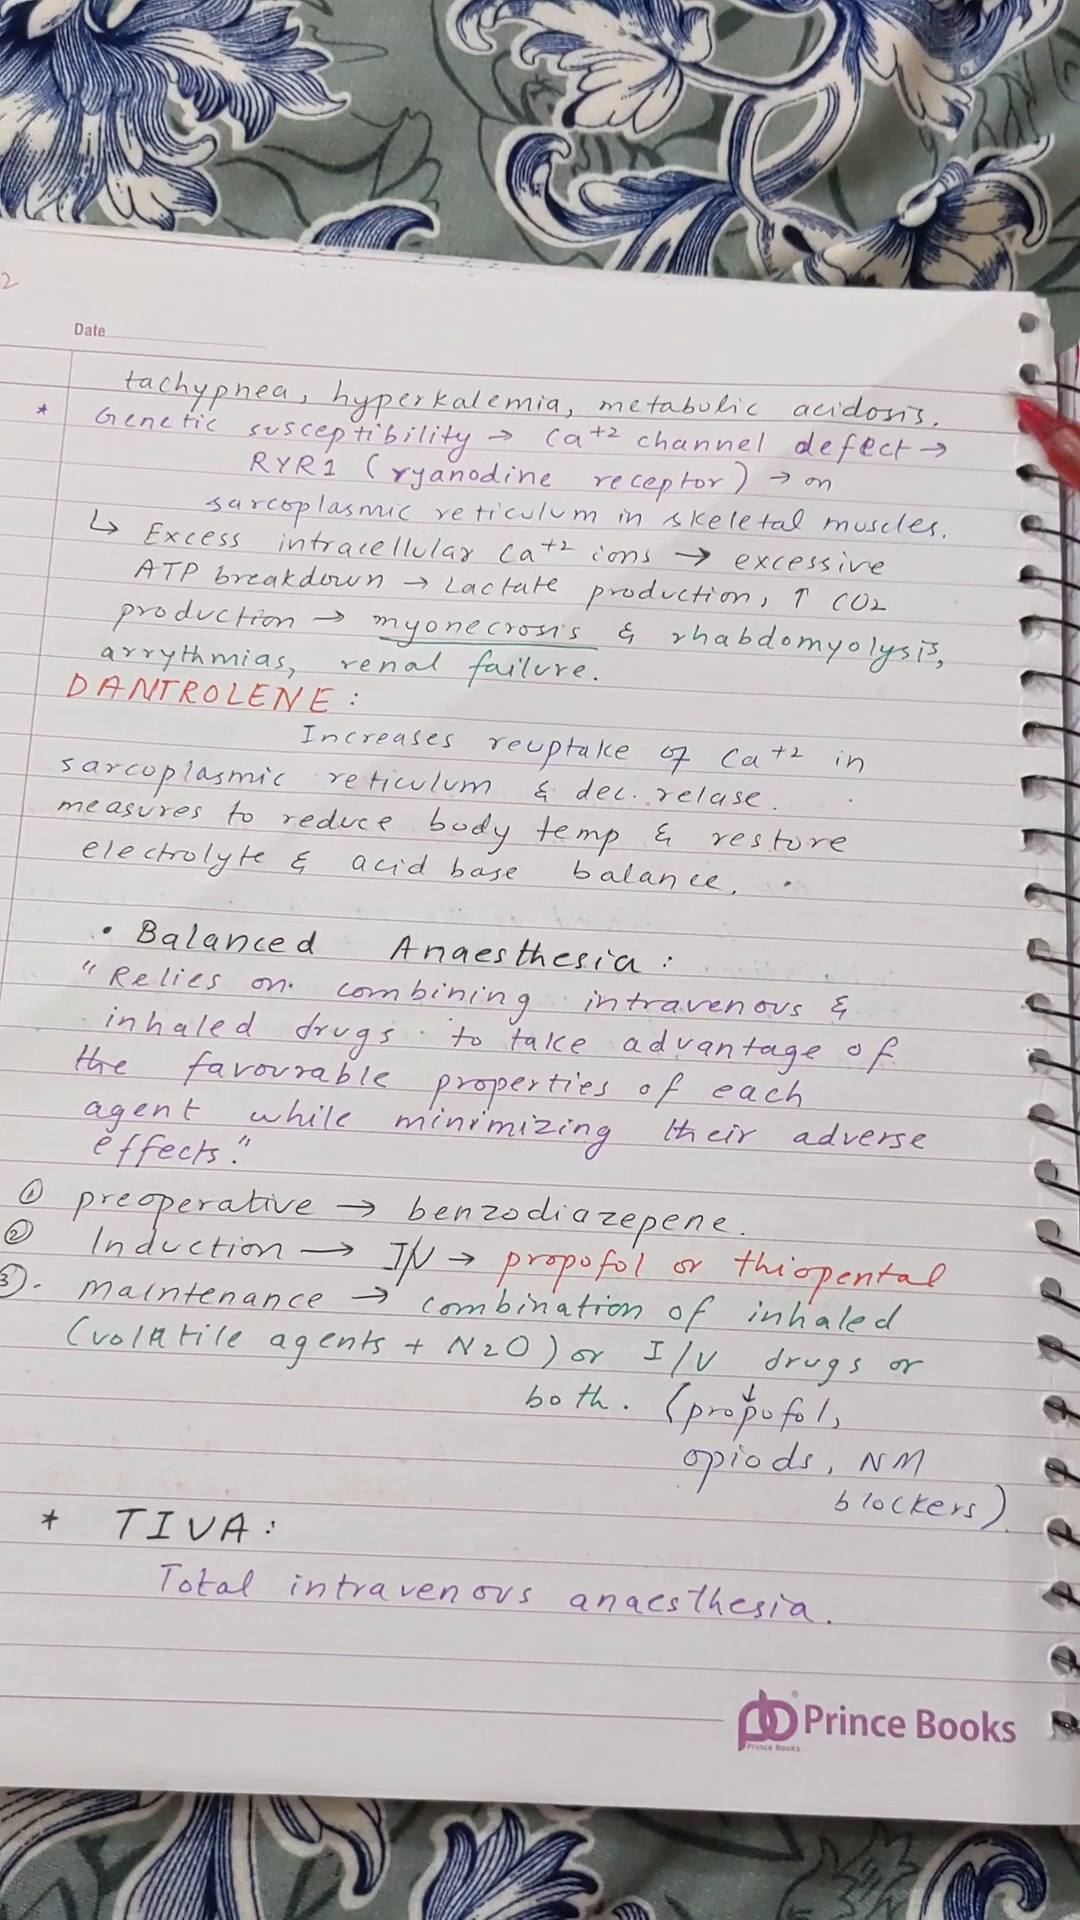 2
Date
tachypnea, hyperkalemia, metabolic acidosis.
* Genetic susceptibility → Ca+2 channel defect →
RYR1 (ryanodine receptor) → on
sarcoplasmic reticulum in skeletal muscles.
↳ Excess intracellular Ca+2 ions → excessive
ATP breakdown → Lactate production, ↑ CO2
production → myonecrosis & rhabdomyolysis,
arrythmias, renal failure.
DANTROLENE :
Increases reuptake of Ca+2 in
sarcoplasmic reticulum & dec. relase.
measures to reduce body temp & restore
electrolyte & acid base balance.
• Balanced Anaesthesia :
"Relies on combining intravenous &
inhaled drugs to take advantage of
the favourable properties of each
agent while minimizing their adverse
effects."
① preoperative → benzodiazepene.
② Induction → I/V → propofol or thiopental
③. maintenance → combination of inhaled
(volatile agents + N2O) or I/V drugs or
both. (propofol,
↓
opiods, NM
blockers)
* TIVA :
Total intravenous anaesthesia.
Prince Books
Prince Books